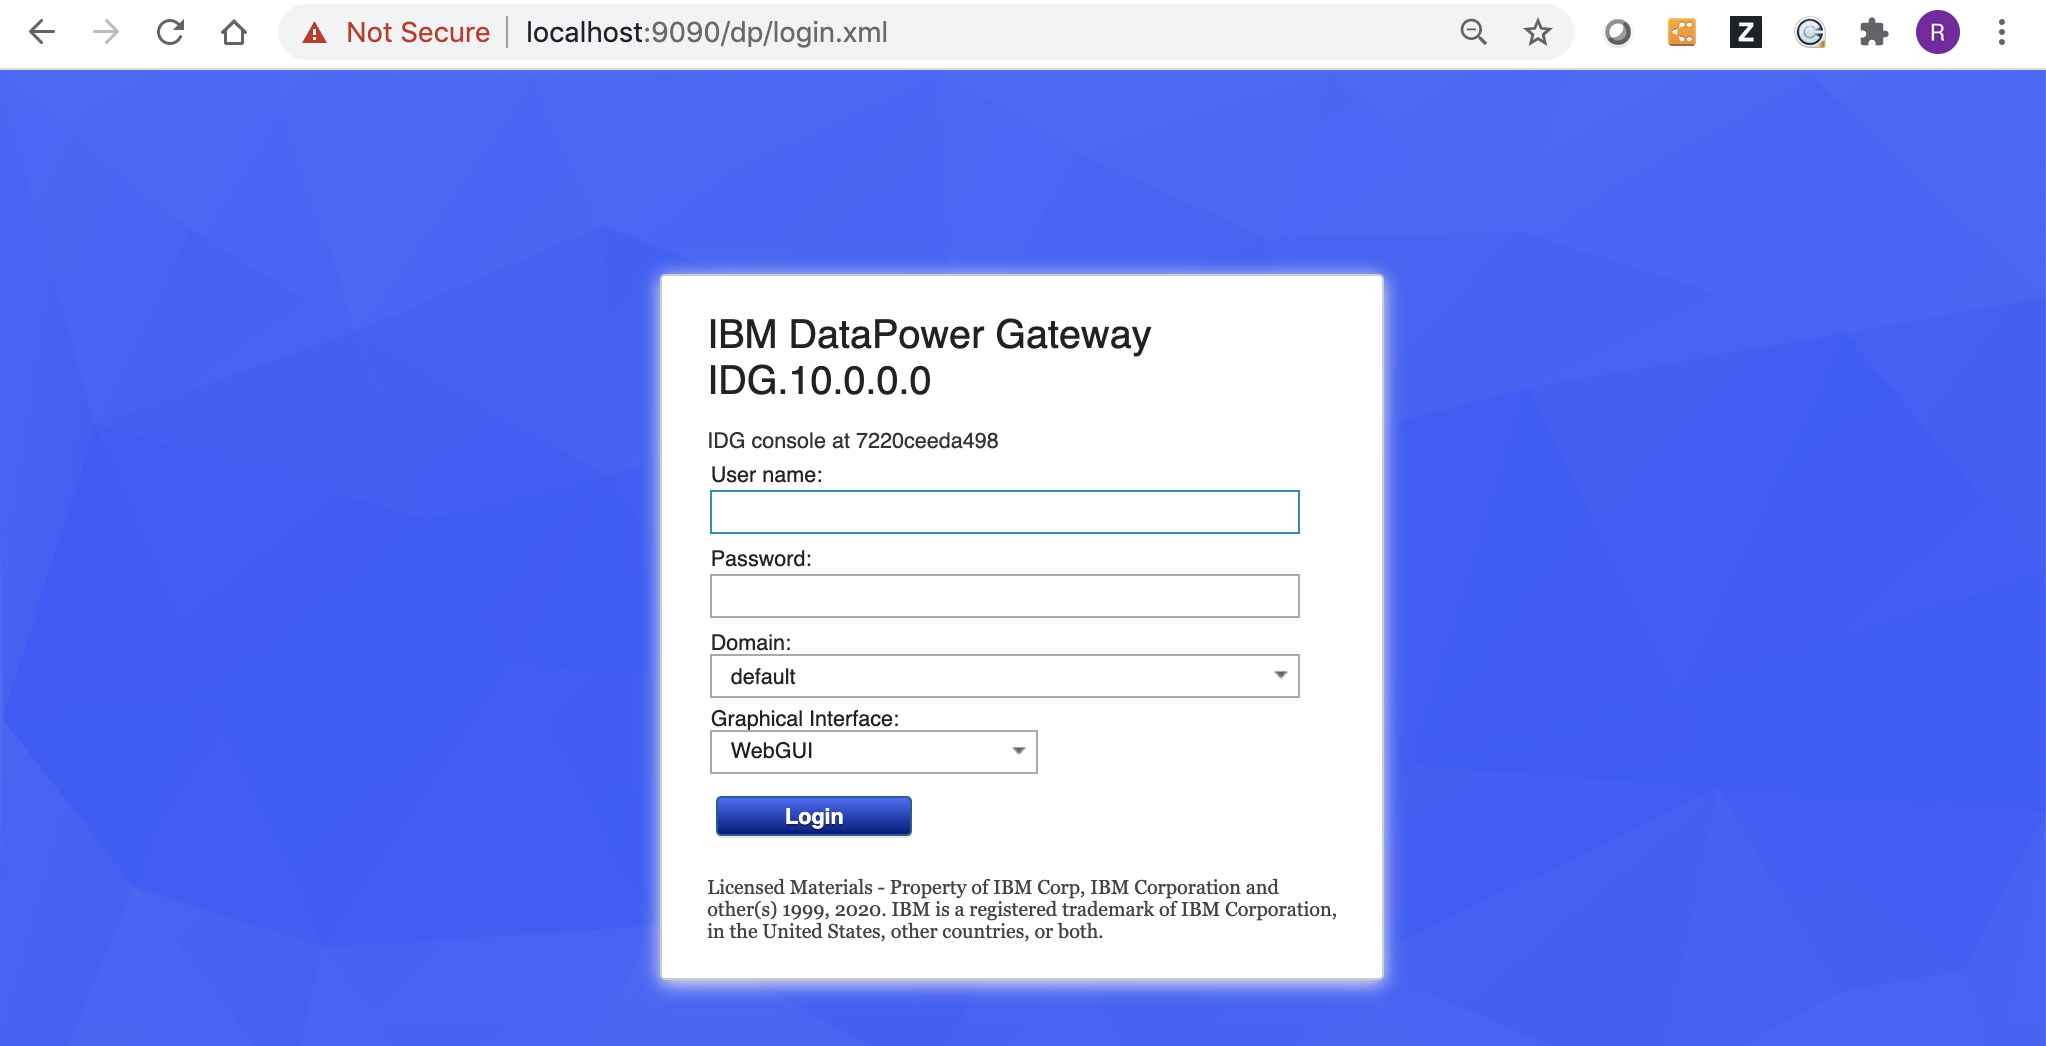 Not Secure | localhost:9090/dp/login.xml
Z
R
IBM DataPower Gateway
IDG.10.0.0.0
IDG console at 7220ceeda498
User name:
Password:
Domain:
default
Graphical Interface:
WebGUI
Login
Licensed Materials - Property of IBM Corp, IBM Corporation and
other(s) 1999, 2020. IBM is a registered trademark of IBM Corporation,
in the United States, other countries, or both.